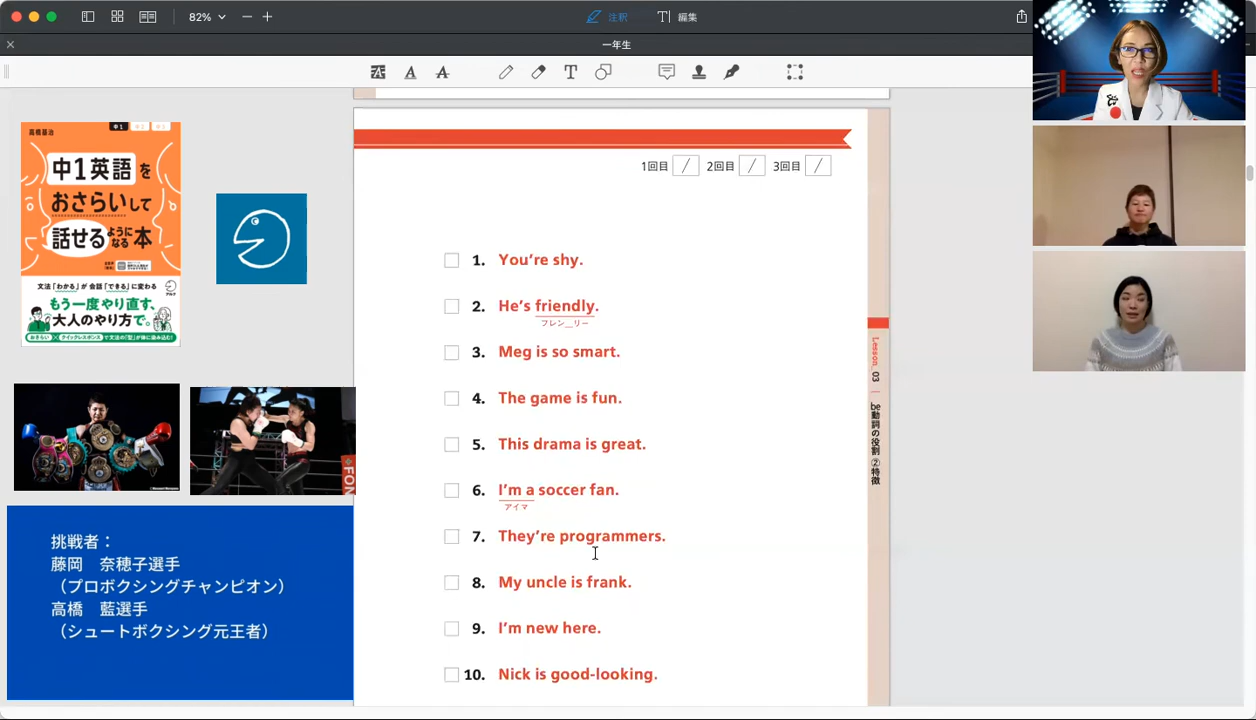 82%
注釈
編集
一年生
高橋基治
中1
中1英語を
おさらいして
話せるようになる本
文法「わかる」が会話「できる」に変わる
もう一度やり直す、
大人のやり方で。
挑戦者：
藤岡　奈穂子選手
（プロボクシングチャンピオン）
高橋　藍選手
（シュートボクシング元王者）
1回目 / 2回目 / 3回目 /
1. You're shy.
2. He's friendly.
フレン＿リー
3. Meg is so smart.
4. The game is fun.
5. This drama is great.
6. I'm a soccer fan.
アイマ
7. They're programmers.
8. My uncle is frank.
9. I'm new here.
10. Nick is good-looking.
Lesson_03 | be動詞の役割 ②特徴